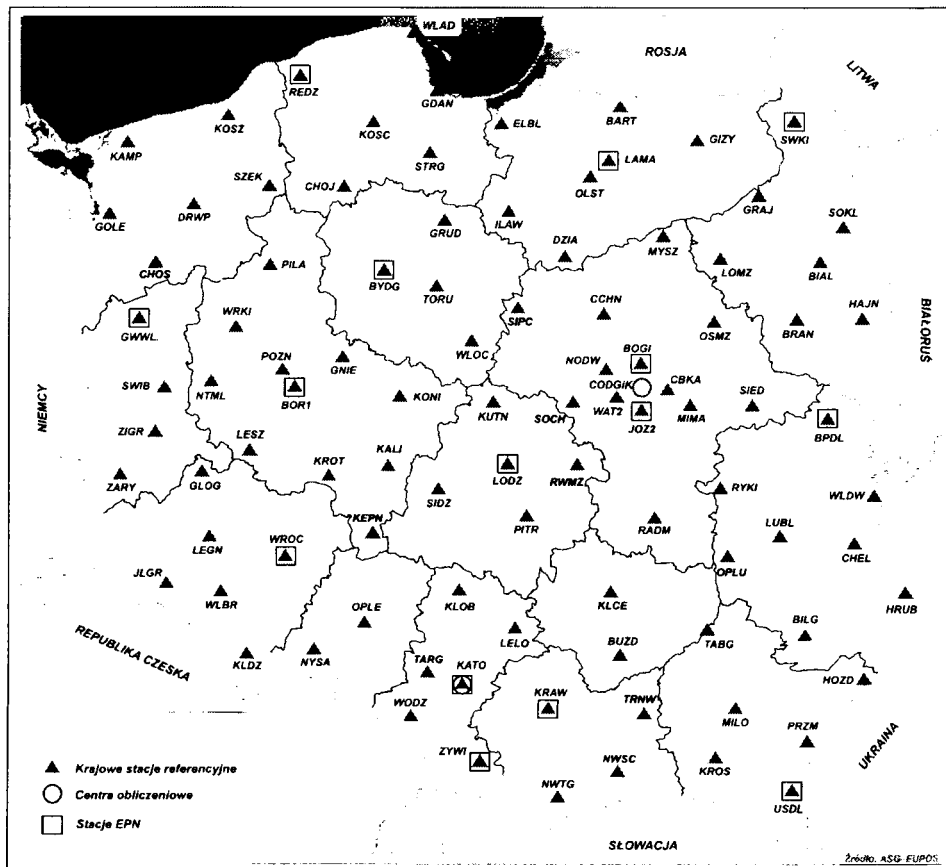 WLAD
ROSJA
LITWA
REDZ
GDAN
KOSZ
KOSC
ELBL
BART
GIZY
SWKI
KAMP
STRG
LAMA
SZEK
CHOJ
OLST
GOLE
DRWP
GRUD
ILAW
GRAJ
SOKL
DZIA
MYSZ
CHOS
PILA
BYDG
TORU
LOMZ
BIAL
GWWL
WRKI
SIPC
CCHN
OSMZ
BRAN
HAJN
BIAŁORUŚ
WLOC
POZN
GNIE
NODW
BOGI
NIEMCY
SWIB
NTML
BOR1
KONI
KUTN
SOCH
CODGiK
CBKA
WAT2
JOZ2
MIMA
SIED
BPDL
ZIGR
LESZ
KALJ
ZARY
GLOG
KROT
SIDZ
LODZ
RWMZ
RYKI
WLDW
KEPN
PITR
RADM
LUBL
LEGN
WROC
OPLU
CHEL
JLGR
WLBR
OPLE
KLOB
KLCE
HRUB
REPUBLIKA CZESKA
KLDZ
NYSA
LELO
BUZD
TABG
BILG
TARG
KATO
HOZD
WODZ
KRAW
TRNW
MILO
PRZM
UKRAINA
ZYWI
NWTG
NWSC
KROS
USDL
SŁOWACJA
Krajowe stacje referencyjne
Centra obliczeniowe
Stacje EPN
Źródło: ASG EUPOS